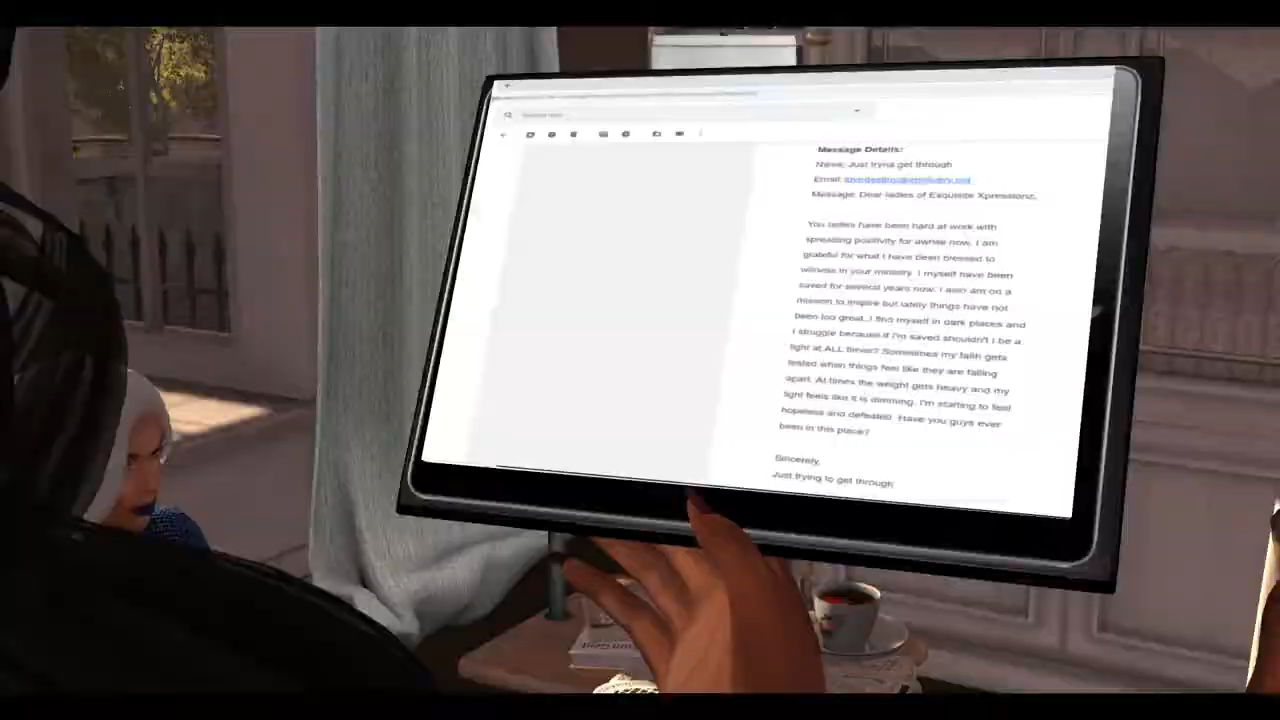 Message Details:
Name: Just tryna get through
Email:
Message: Dear ladies of Exquisite Xpressionz,
You ladies have been hard at work with
spreading positivity for awhile now. I am
grateful for what I have been blessed to
witness in your ministry. I myself have been
saved for several years now. I also am on a
mission to inspire but lately things have not
been too great. I find myself in dark places and
I struggle because if I'm saved shouldn't I be a
light at ALL times? Sometimes my faith gets
tested when things feel like they are falling
apart. At times the weight gets heavy and my
light feels like it is dimming. I'm starting to feel
hopeless and defeated. Have you guys ever
been in this place?
Sincerely,
Just trying to get through